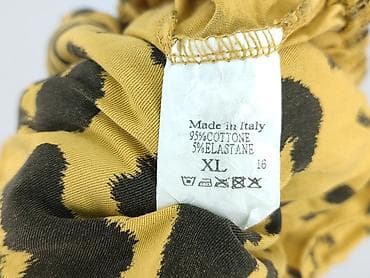 Made in Italy
95%COTTONE
5%ELASTANE
XL 16